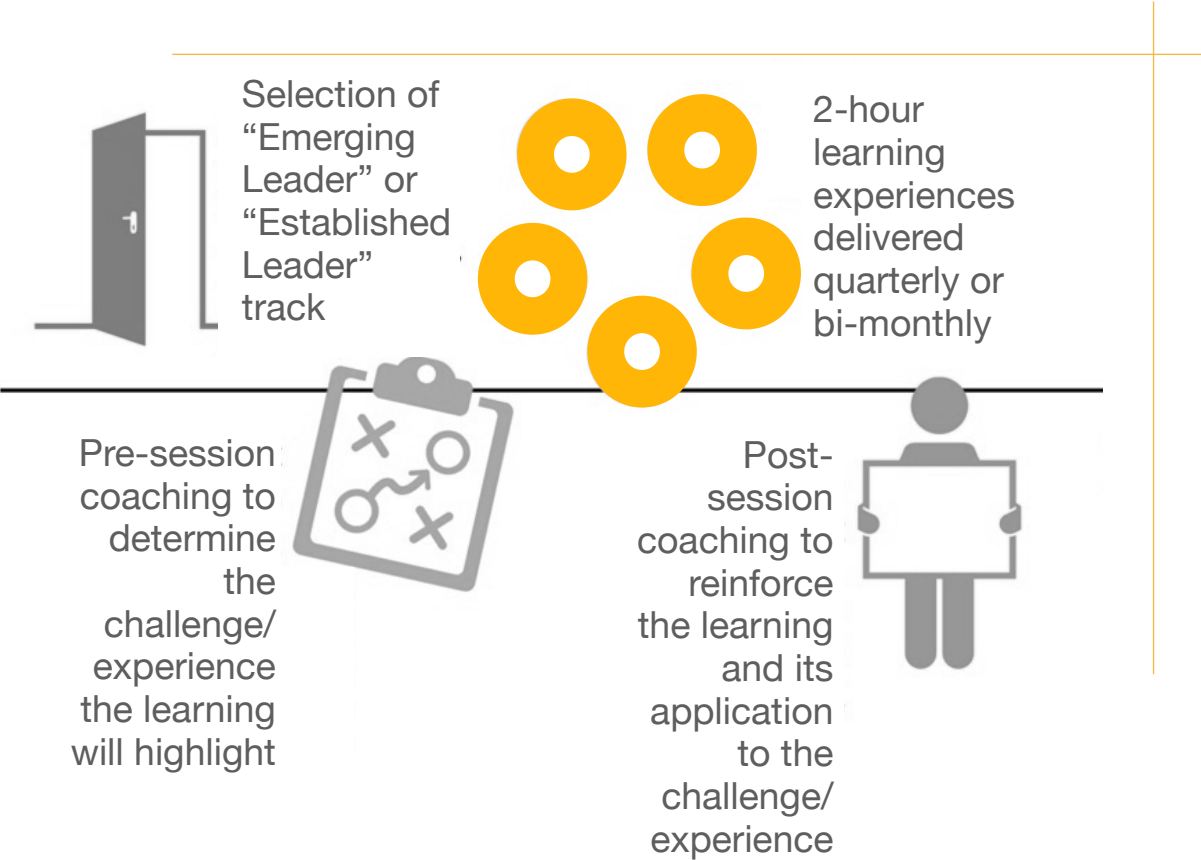 Selection of
“Emerging
Leader” or
“Established
Leader”
track
Pre-session
coaching to
determine
the
challenge/
experience
the learning
will highlight
2-hour
learning
experiences
delivered
quarterly or
bi-monthly
Post-
session
coaching to
reinforce
the learning
and its
application
to the
challenge/
experience